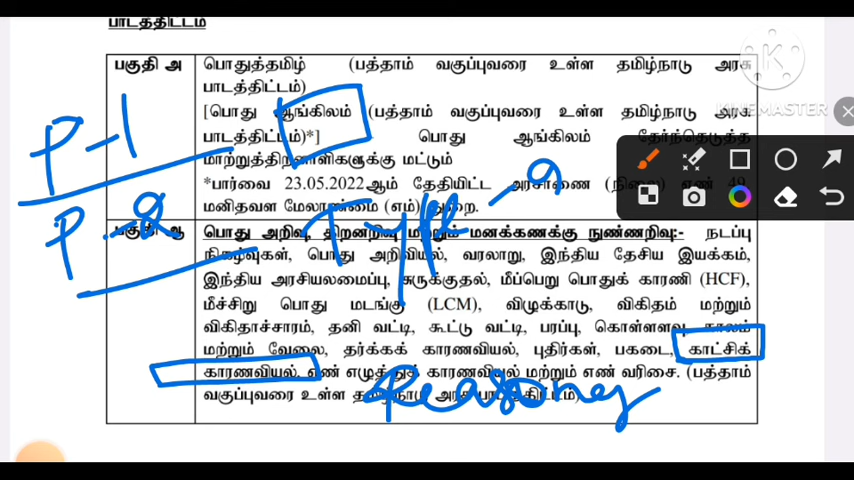 பாடத்திட்டம்
பகுதி அ
பொதுத்தமிழ் (பத்தாம் வகுப்புவரை உள்ள தமிழ்நாடு அரசு
பாடத்திட்டம்)
[பொது ஆங்கிலம் (பத்தாம் வகுப்புவரை உள்ள தமிழ்நாடு அரசு
பாடத்திட்டம்)*] பொது ஆங்கிலம் தேர்ந்தெடுத்த
மாற்றுத்திறனாளிகளுக்கு மட்டும்
*பார்வை 23.05.2022ஆம் தேதியிட்ட அரசாணை (நிலை) எண் 49,
மனிதவள மேலாண்மை (எம்) துறை.
பகுதி ஆ
பொது அறிவு, திறனறிவு மற்றும் மனக்கணக்கு நுண்ணறிவு:- நடப்பு
நிகழ்வுகள், பொது அறிவியல், வரலாறு, இந்திய தேசிய இயக்கம்,
இந்திய அரசியலமைப்பு, சுருக்குதல், மீப்பெறு பொதுக் காரணி (HCF),
மீச்சிறு பொது மடங்கு (LCM), விழுக்காடு, விகிதம் மற்றும்
விகிதாச்சாரம், தனி வட்டி, கூட்டு வட்டி, பரப்பு, கொள்ளளவு, காலம்
மற்றும் வேலை, தர்க்கக் காரணவியல், புதிர்கள், பகடை, காட்சிக்
காரணவியல், எண் எழுத்துக் காரணவியல் மற்றும் எண் வரிசை. (பத்தாம்
வகுப்புவரை உள்ள தமிழ்நாடு அரசு பாடத்திட்டம்)
P-1
P-2
KINEMASTER